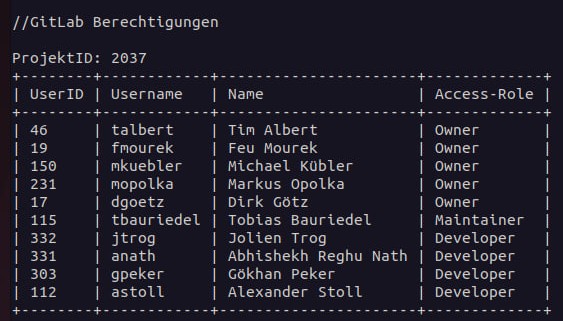 //GitLab Berechtigungen
ProjektID: 2037
+--------+------------+----------------------+-------------+
| UserID | Username   | Name                 | Access-Role |
+--------+------------+----------------------+-------------+
| 46     | talbert    | Tim Albert           | Owner       |
| 19     | fmourek    | Feu Mourek           | Owner       |
| 150    | mkuebler   | Michael Kübler       | Owner       |
| 231    | mopolka    | Markus Opolka        | Owner       |
| 17     | dgoetz     | Dirk Götz            | Owner       |
| 115    | tbauriedel | Tobias Bauriedel     | Maintainer  |
| 332    | jtrog      | Jolien Trog          | Developer   |
| 331    | anath      | Abhishekh Reghu Nath | Developer   |
| 303    | gpeker     | Gökhan Peker         | Developer   |
| 112    | astoll     | Alexander Stoll      | Developer   |
+--------+------------+----------------------+-------------+